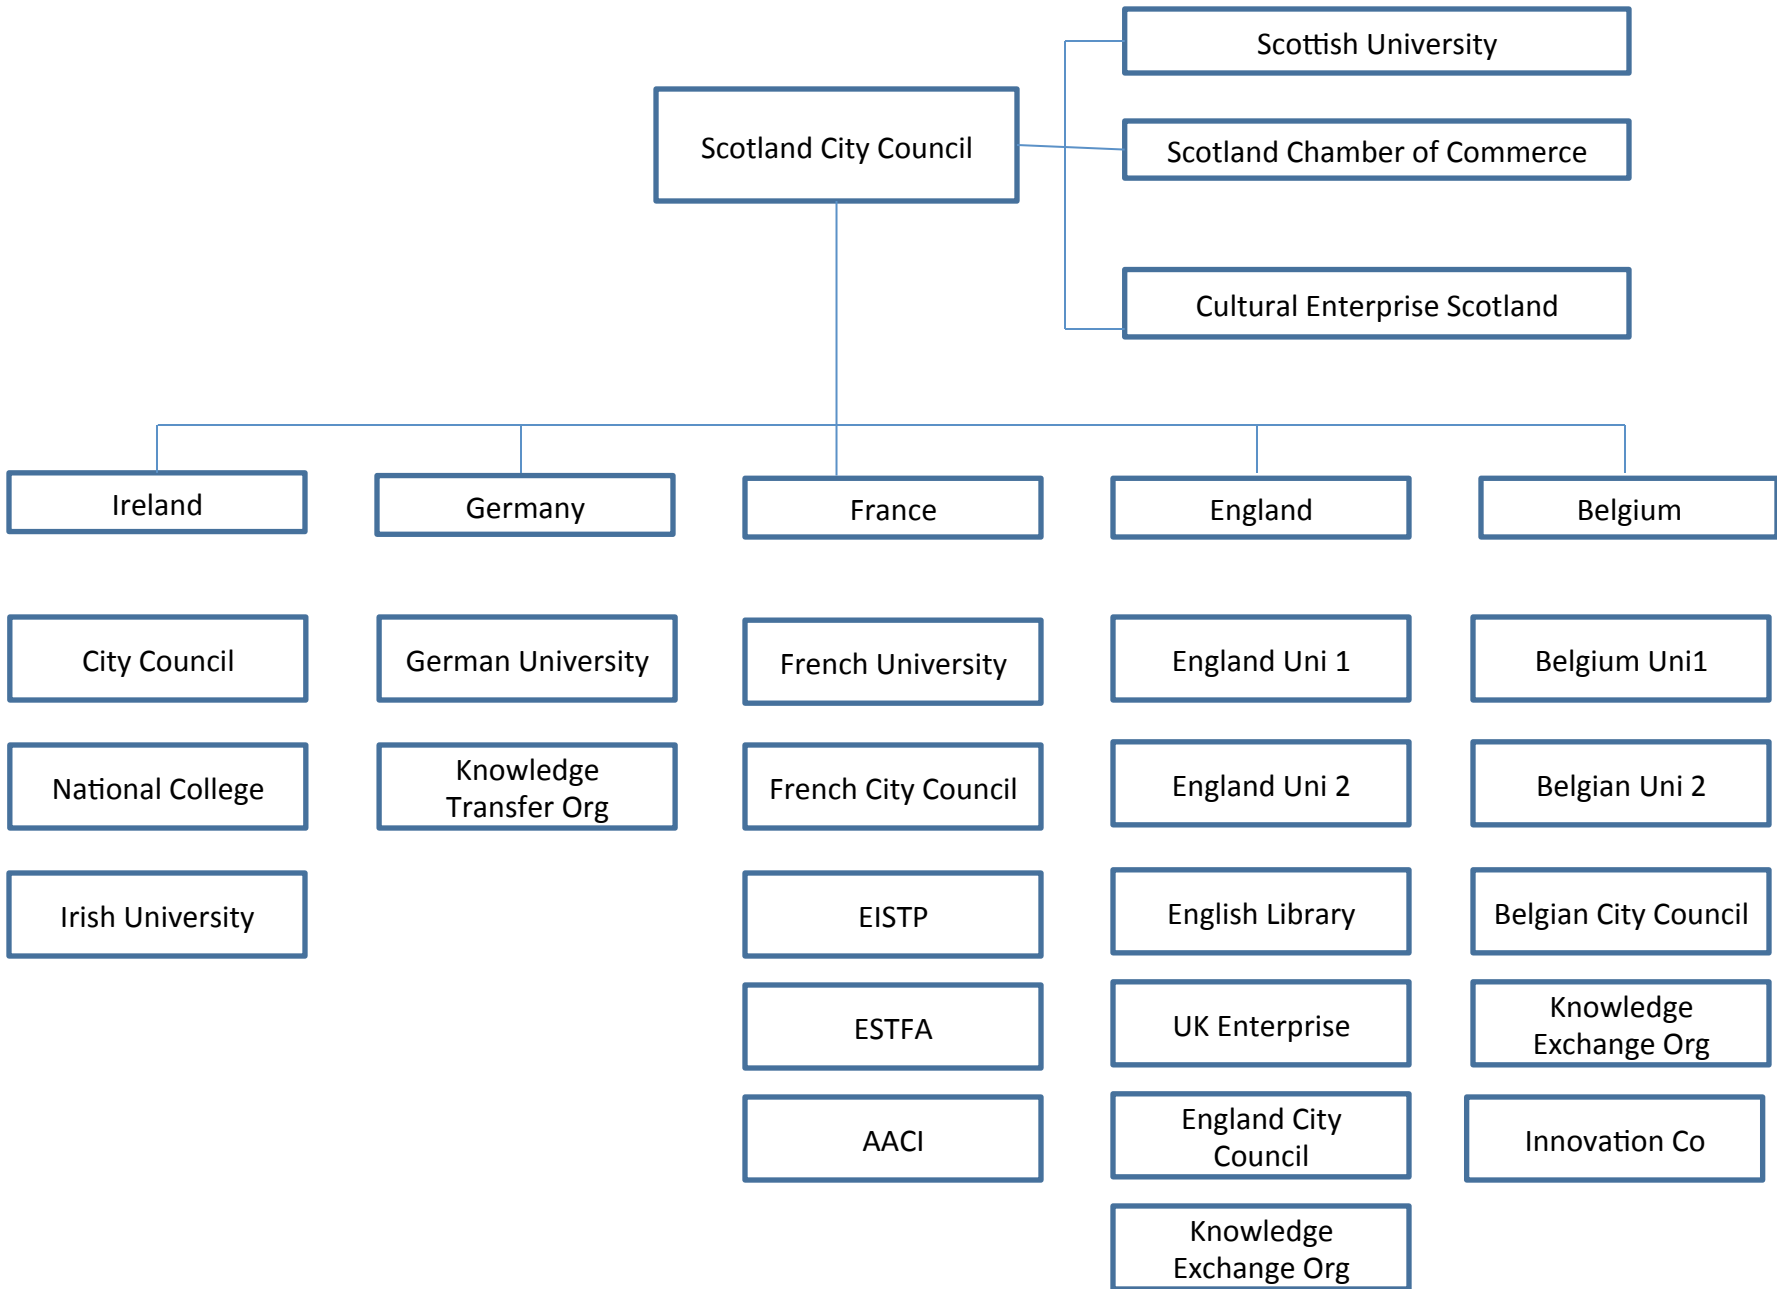 Scottish University
Scotland City Council
Scotland Chamber of Commerce
Cultural Enterprise Scotland
Ireland
Germany
France
England
Belgium
City Council
German University
French University
England Uni 1
Belgium Uni1
National College
Knowledge
Transfer Org
French City Council
England Uni 2
Belgian Uni 2
Irish University
EISTP
English Library
Belgian City Council
ESTFA
UK Enterprise
Knowledge
Exchange Org
AACI
England City
Council
Innovation Co
Knowledge
Exchange Org